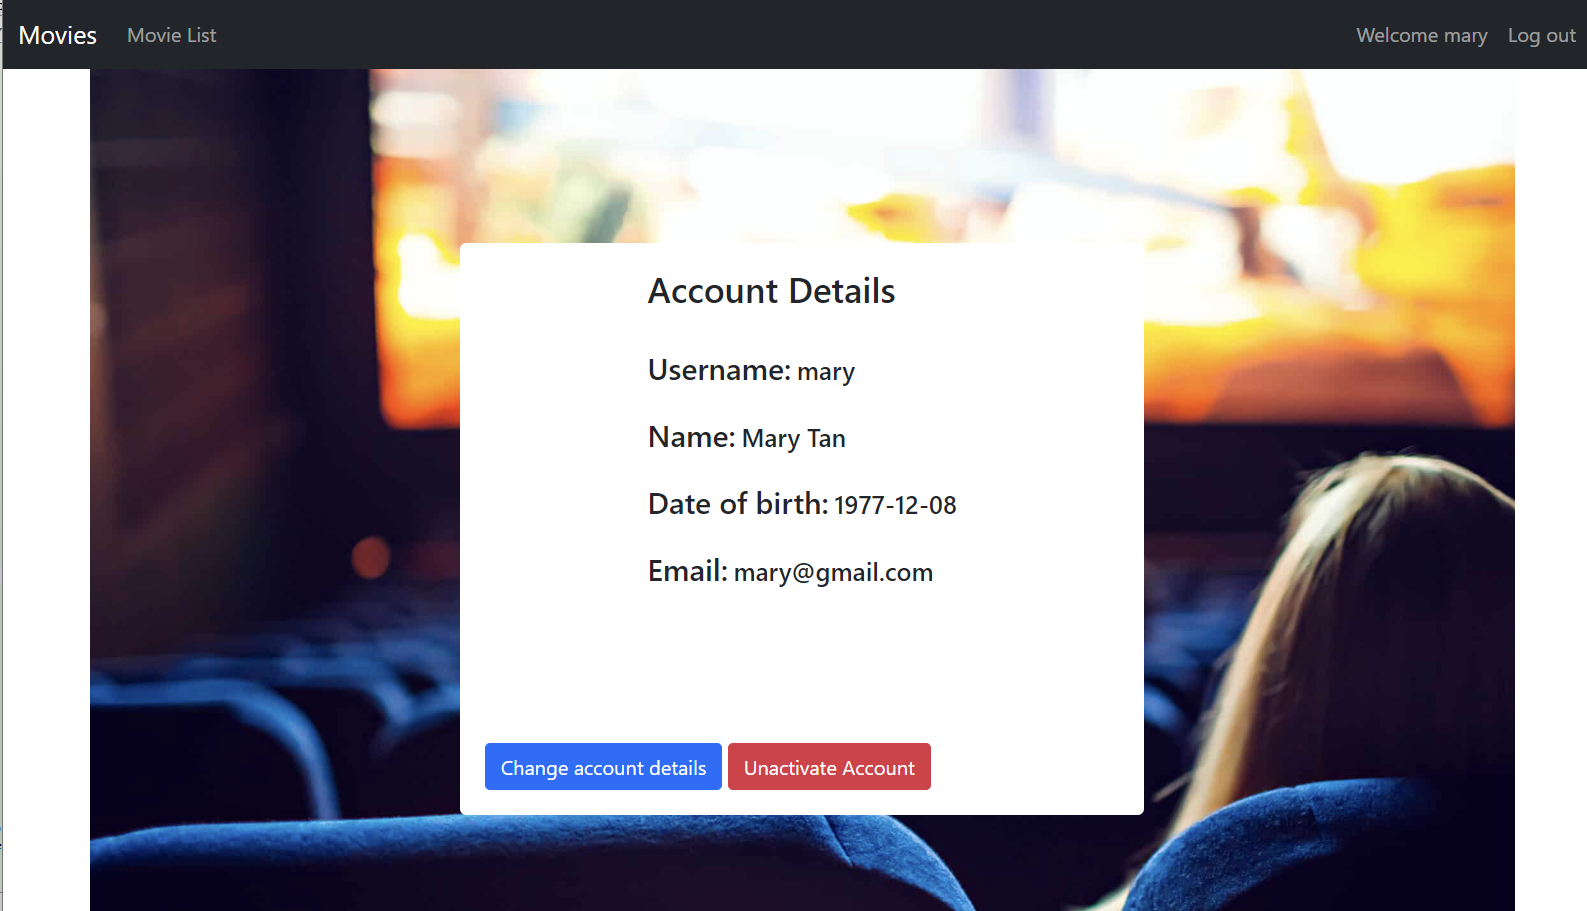 Movies Movie List Welcome mary Log out
Account Details
Username: mary
Name: Mary Tan
Date of birth: 1977-12-08
Email: mary@gmail.com
Change account details Unactivate Account